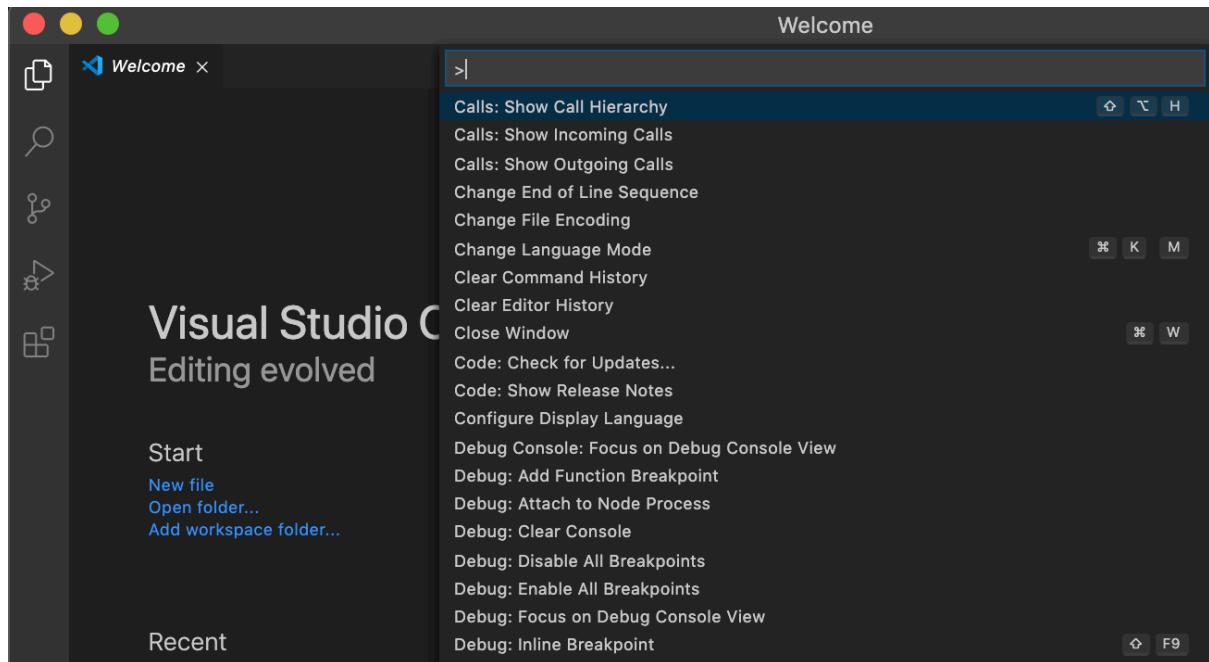 Welcome
Welcome ×
>
Calls: Show Call Hierarchy ⇧ ⌥ H
Calls: Show Incoming Calls
Calls: Show Outgoing Calls
Change End of Line Sequence
Change File Encoding
Change Language Mode ⌘ K M
Clear Command History
Clear Editor History
Close Window ⌘ W
Code: Check for Updates...
Code: Show Release Notes
Configure Display Language
Debug Console: Focus on Debug Console View
Debug: Add Function Breakpoint
Debug: Attach to Node Process
Debug: Clear Console
Debug: Disable All Breakpoints
Debug: Enable All Breakpoints
Debug: Focus on Debug Console View
Debug: Inline Breakpoint ⇧ F9
Visual Studio C
Editing evolved
Start
New file
Open folder...
Add workspace folder...
Recent